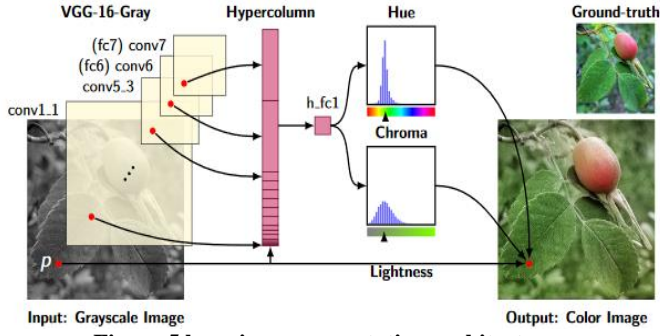 VGG-16-Gray
Hypercolumn
Hue
Ground-truth
(fc7) conv7
(fc6) conv6
conv5_3
conv1_1
h_fc1
Chroma
p
Lightness
Input: Grayscale Image
Output: Color Image